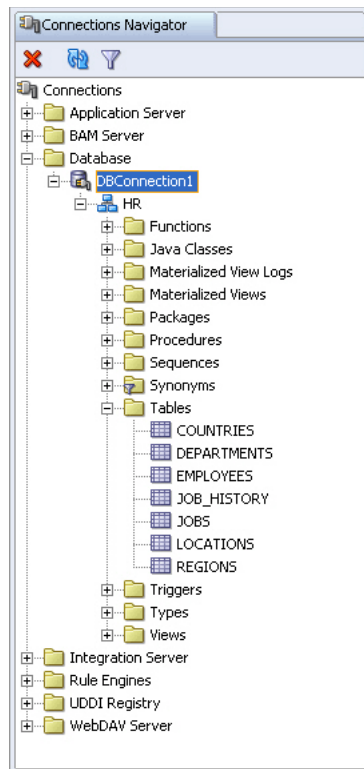 Connections Navigator
Connections
Application Server
BAM Server
Database
DBConnection1
HR
Functions
Java Classes
Materialized View Logs
Materialized Views
Packages
Procedures
Sequences
Synonyms
Tables
COUNTRIES
DEPARTMENTS
EMPLOYEES
JOB_HISTORY
JOBS
LOCATIONS
REGIONS
Triggers
Types
Views
Integration Server
Rule Engines
UDDI Registry
WebDAV Server